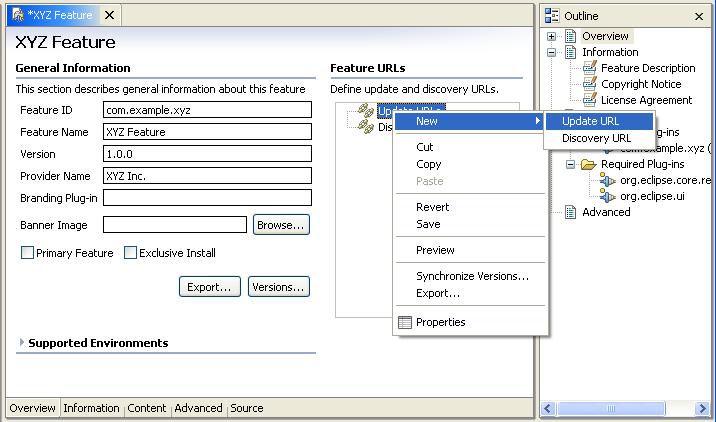 *XYZ Feature
XYZ Feature
General Information
This section describes general information about this feature
Feature ID com.example.xyz
Feature Name XYZ Feature
Version 1.0.0
Provider Name XYZ Inc.
Branding Plug-in
Banner Image Browse...
Primary Feature Exclusive Install
Export... Versions...
Supported Environments
Feature URLs
Define update and discovery URLs.
Update URLs
Dis
New
Cut
Copy
Paste
Revert
Save
Preview
Synchronize Versions...
Export...
Properties
Update URL
Discovery URL
Outline
Overview
Information
Feature Description
Copyright Notice
License Agreement
ug-ins
com.example.xyz (
Required Plug-ins
org.eclipse.core.re
org.eclipse.ui
Advanced
Overview Information Content Advanced Source